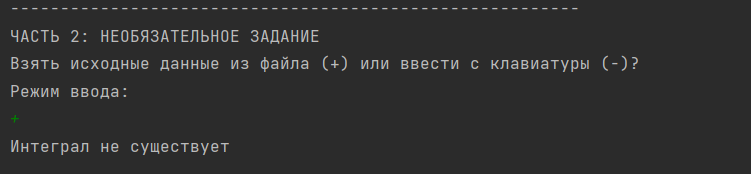 ---------------------------------------------------------
ЧАСТЬ 2: НЕОБЯЗАТЕЛЬНОЕ ЗАДАНИЕ
Взять исходные данные из файла (+) или ввести с клавиатуры (-)?
Режим ввода:
+
Интеграл не существует